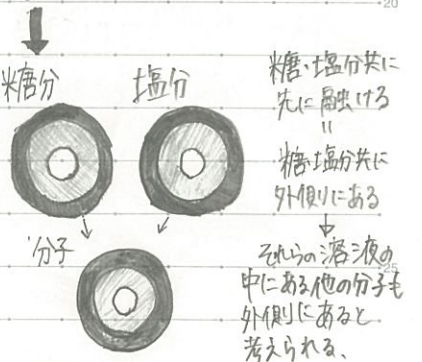 20
糖分
塩分
糖・塩分共に
先に融ける
〃
糖・塩分共に
外側にある
分子
それらの溶液の
25
中にある他の分子も
外側にあると
考えられる。